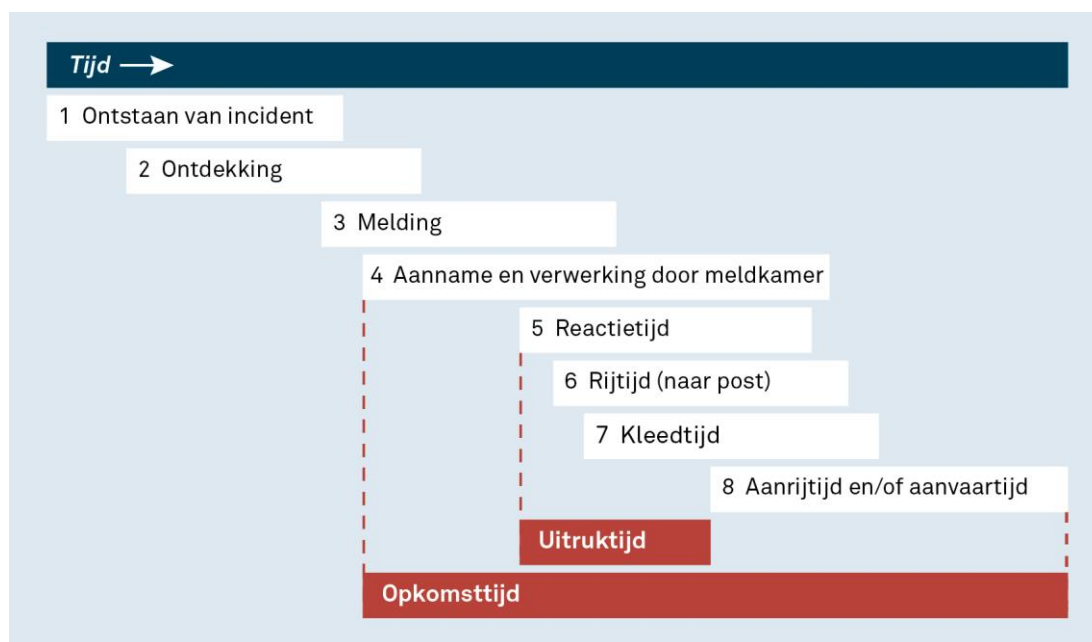 Tijd
1 Ontstaan van incident
2 Ontdekking
3 Melding
4 Aanname en verwerking door meldkamer
5 Reactietijd
6 Rijtijd (naar post)
7 Kleedtijd
8 Aanrijtijd en/of aanvaartijd
Uitruktijd
Opkomsttijd